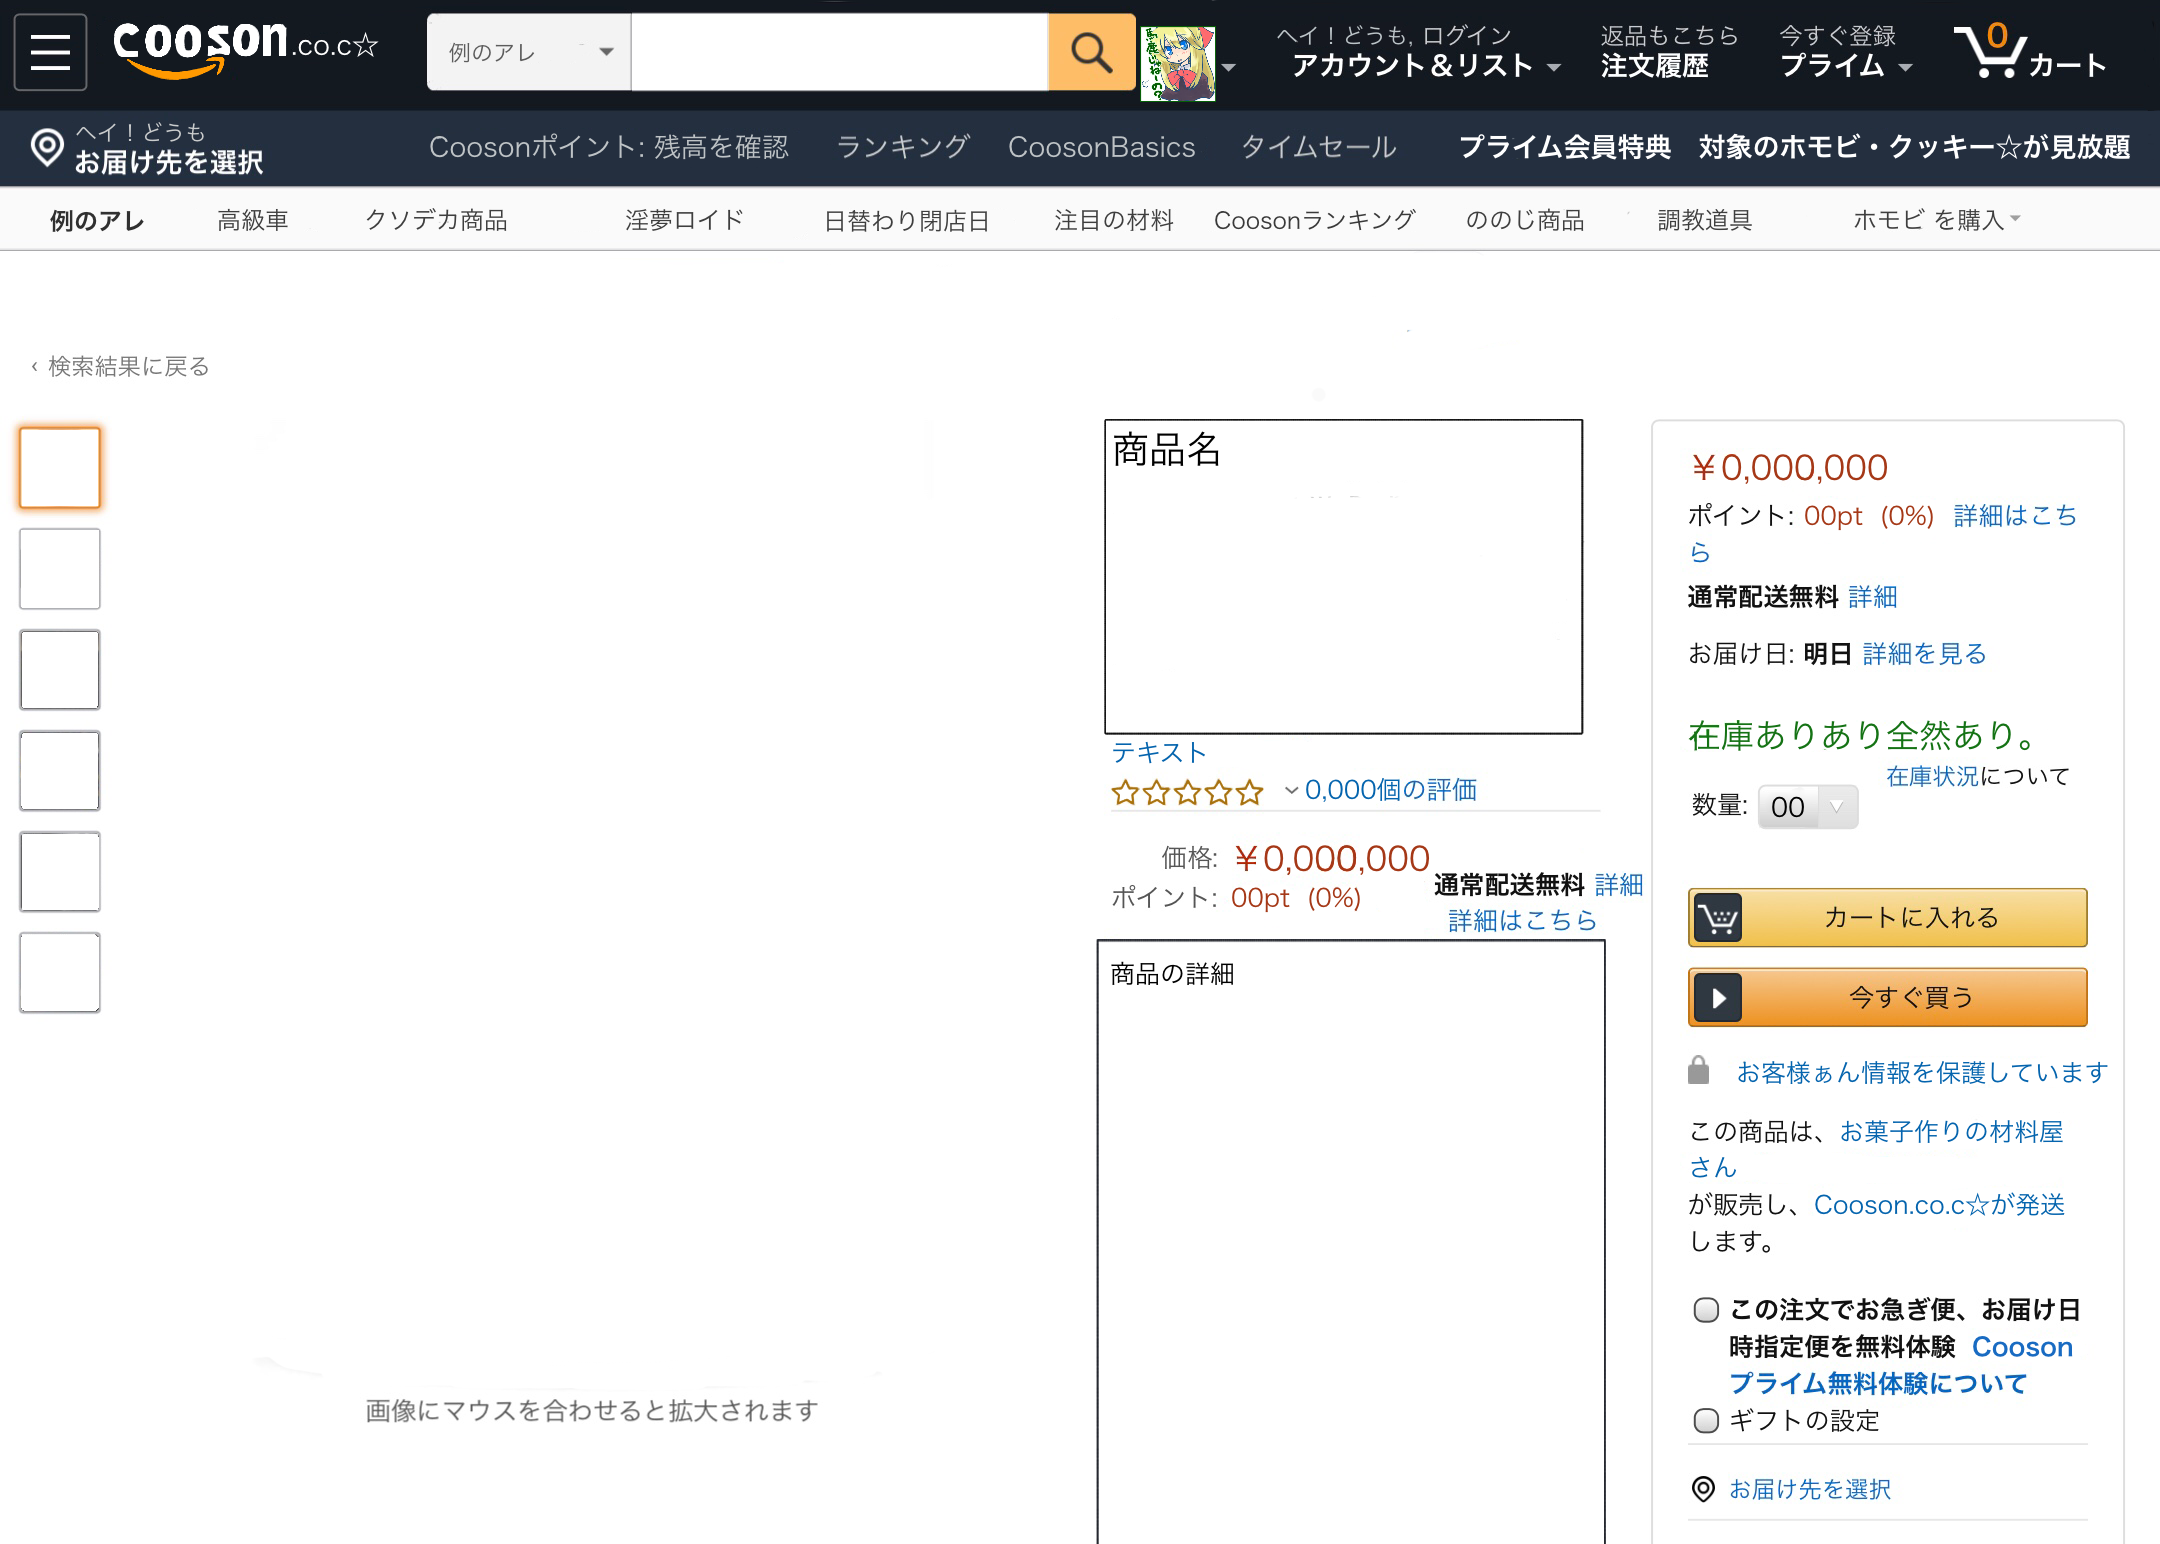 cooson.co.c☆
例のアレ
ヘイ！どうも, ログイン
アカウント＆リスト
返品もこちら
注文履歴
今すぐ登録
プライム
0
カート
ヘイ！どうも
お届け先を選択
Coosonポイント: 残高を確認
ランキング
CoosonBasics
タイムセール
プライム会員特典
対象のホモビ・クッキー☆が見放題
例のアレ
高級車
クソデカ商品
淫夢ロイド
日替わり閉店日
注目の材料
Coosonランキング
ののじ商品
調教道具
ホモビ を購入
‹ 検索結果に戻る
画像にマウスを合わせると拡大されます
商品名
テキスト
0,000個の評価
価格: ￥0,000,000
通常配送無料 詳細
ポイント: 00pt (0%)
詳細はこちら
商品の詳細
￥0,000,000
ポイント: 00pt (0%) 詳細はこち
ら
通常配送無料 詳細
お届け日: 明日 詳細を見る
在庫ありあり全然あり。
在庫状況について
数量: 00
カートに入れる
今すぐ買う
お客様ぁん情報を保護しています
この商品は、お菓子作りの材料屋
さん
が販売し、Cooson.co.c☆が発送
します。
この注文でお急ぎ便、お届け日
時指定便を無料体験 Cooson
プライム無料体験について
ギフトの設定
お届け先を選択